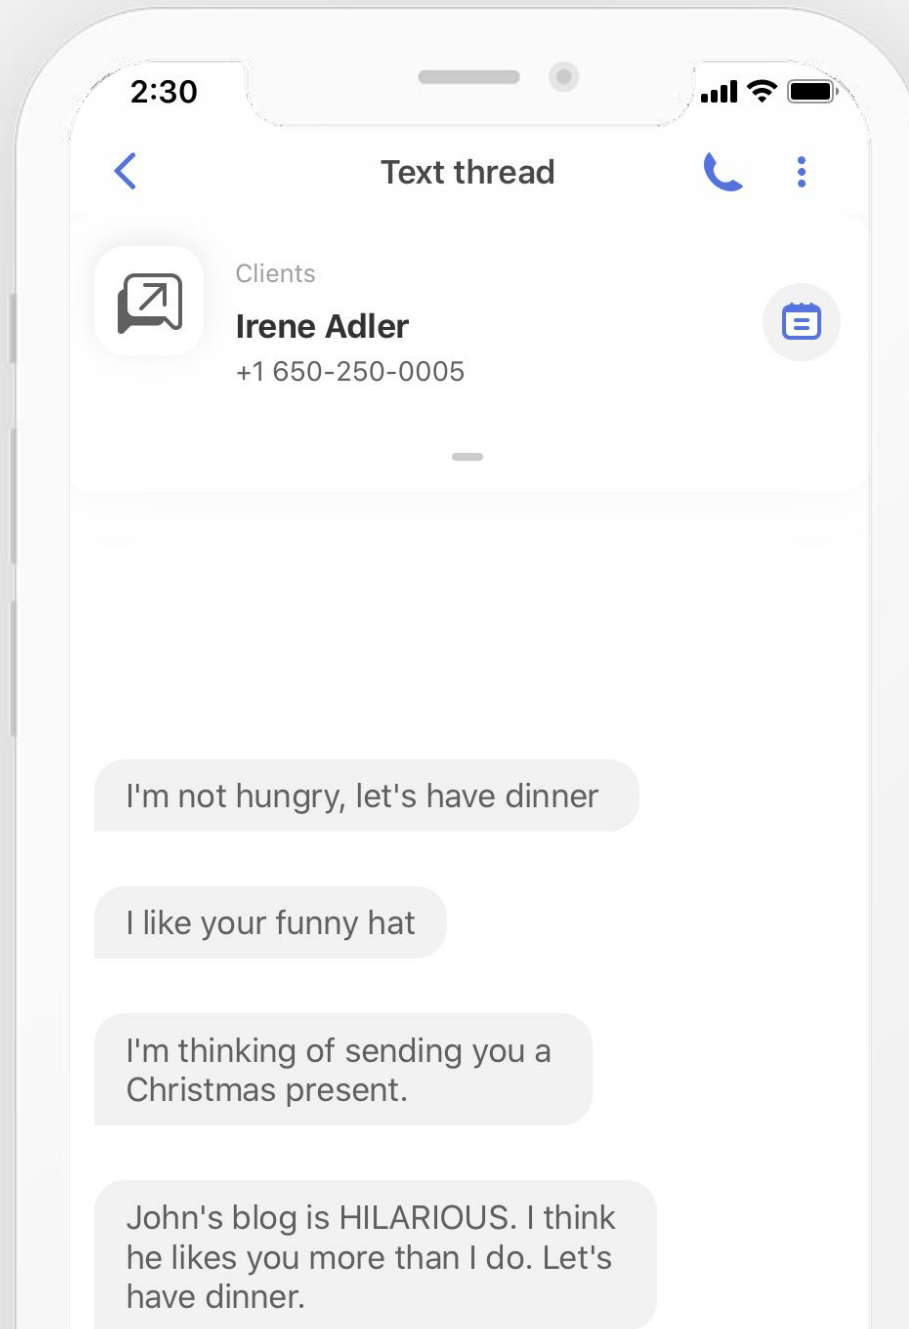 2:30
Text thread
Clients
Irene Adler
+1 650-250-0005
I'm not hungry, let's have dinner
I like your funny hat
I'm thinking of sending you a
Christmas present.
John's blog is HILARIOUS. I think
he likes you more than I do. Let's
have dinner.